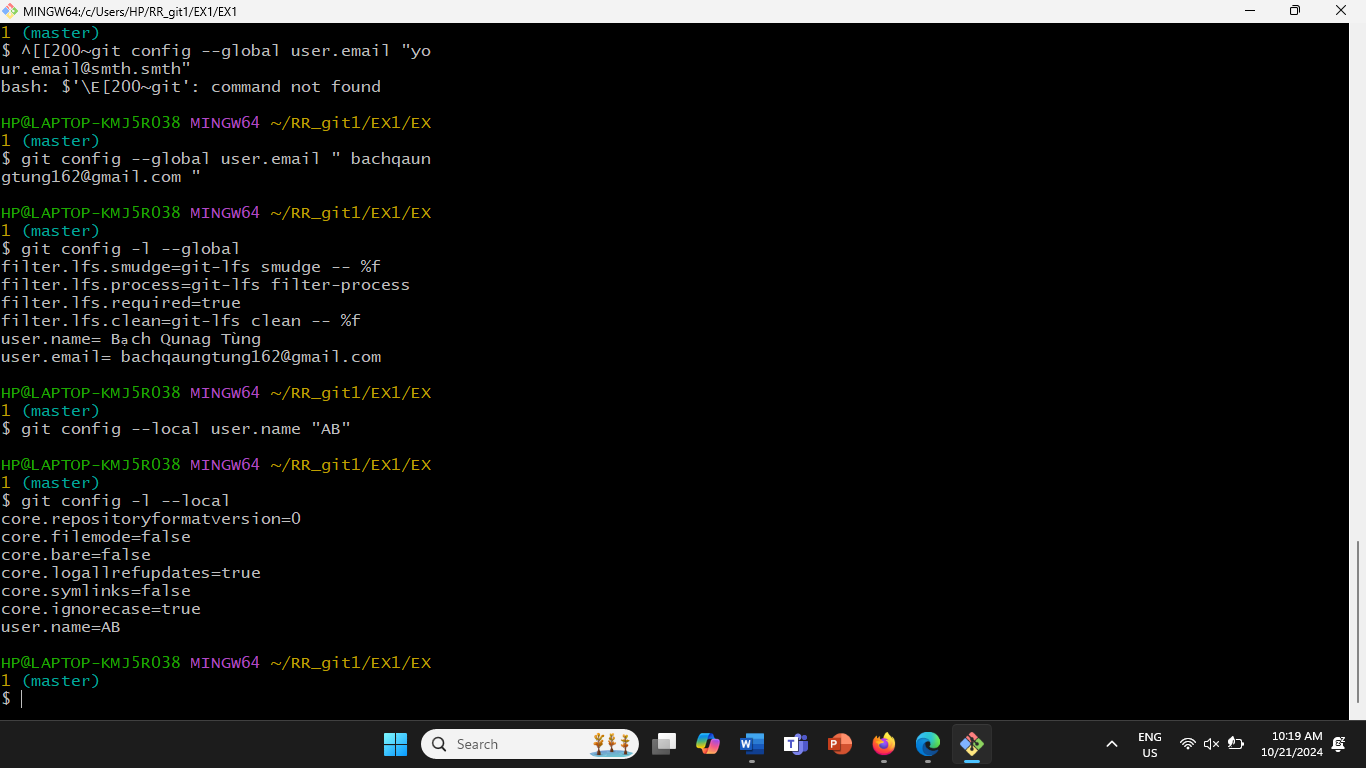 MINGW64:/c/Users/HP/RR_git1/EX1/EX1
1 (master)
$ ^[[200~git config --global user.email "yo
ur.email@smth.smth"
bash: $'\E[200~git': command not found
HP@LAPTOP-KMJ5R038 MINGW64 ~/RR_git1/EX1/EX
1 (master)
$ git config --global user.email " bachqaun
gtung162@gmail.com "
HP@LAPTOP-KMJ5R038 MINGW64 ~/RR_git1/EX1/EX
1 (master)
$ git config -l --global
filter.lfs.smudge=git-lfs smudge -- %f
filter.lfs.process=git-lfs filter-process
filter.lfs.required=true
filter.lfs.clean=git-lfs clean -- %f
user.name= Bạch Qunag Tùng
user.email= bachqaungtung162@gmail.com
HP@LAPTOP-KMJ5R038 MINGW64 ~/RR_git1/EX1/EX
1 (master)
$ git config --local user.name "AB"
HP@LAPTOP-KMJ5R038 MINGW64 ~/RR_git1/EX1/EX
1 (master)
$ git config -l --local
core.repositoryformatversion=0
core.filemode=false
core.bare=false
core.logallrefupdates=true
core.symlinks=false
core.ignorecase=true
user.name=AB
HP@LAPTOP-KMJ5R038 MINGW64 ~/RR_git1/EX1/EX
1 (master)
$
Search
ENG
US
10:19 AM
10/21/2024